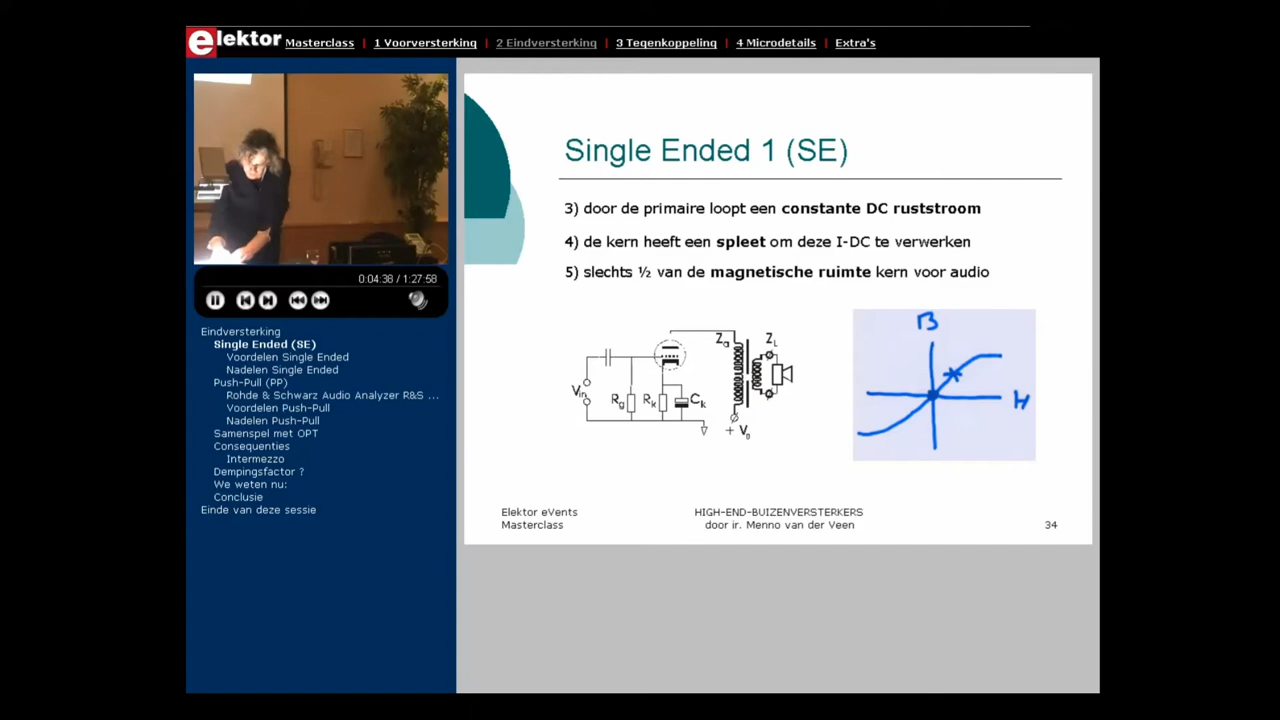 elektor Masterclass | 1 Voorversterking | 2 Eindversterking | 3 Tegenkoppeling | 4 Microdetails | Extra's
0:04:38 / 1:27:58
Eindversterking
Single Ended (SE)
Voordelen Single Ended
Nadelen Single Ended
Push-Pull (PP)
Rohde & Schwarz Audio Analyzer R&S ...
Voordelen Push-Pull
Nadelen Push-Pull
Samenspel met OPT
Consequenties
Intermezzo
Dempingsfactor ?
We weten nu:
Conclusie
Einde van deze sessie
Single Ended 1 (SE)
3) door de primaire loopt een constante DC ruststroom
4) de kern heeft een spleet om deze I-DC te verwerken
5) slechts ½ van de magnetische ruimte kern voor audio
Za ZL
Vin Rg Rk Ck
+ V0
B
H
Elektor eVents
Masterclass
HIGH-END-BUIZENVERSTERKERS
door ir. Menno van der Veen
34